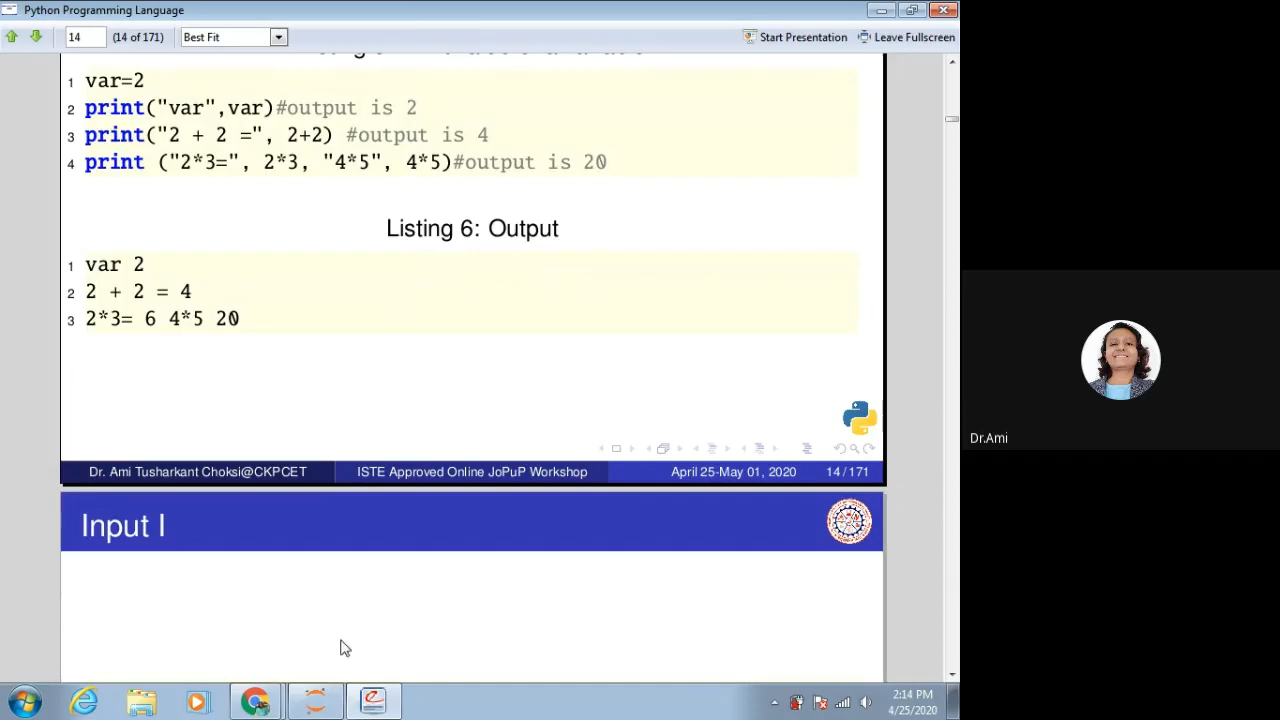 Python Programming Language
14 (14 of 171) Best Fit Start Presentation Leave Fullscreen
1 var=2
2 print("var",var)#output is 2
3 print("2 + 2 =", 2+2) #output is 4
4 print ("2*3=", 2*3, "4*5", 4*5)#output is 20
Listing 6: Output
1 var 2
2 2 + 2 = 4
3 2*3= 6 4*5 20
Dr. Ami Tusharkant Choksi@CKPCET ISTE Approved Online JoPuP Workshop April 25-May 01, 2020 14 / 171
Input I
Dr.Ami
2:14 PM
4/25/2020